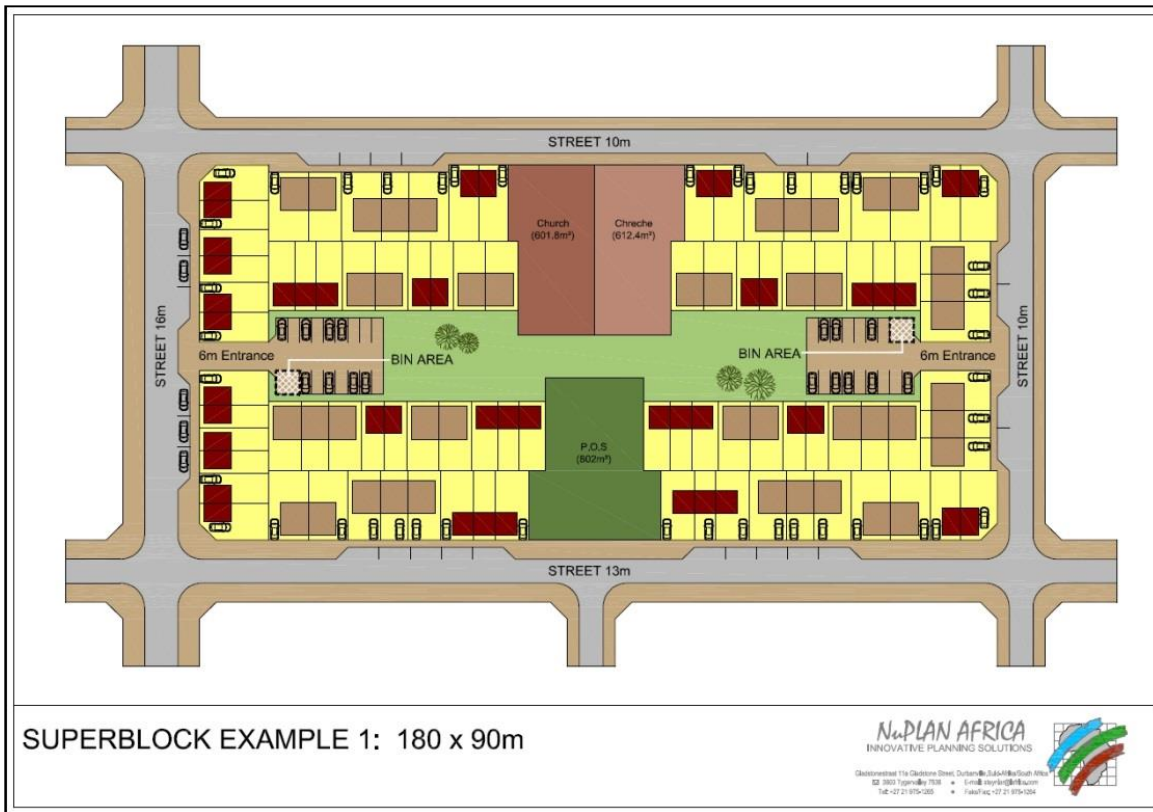 STREET 10m
Church
(601.8m²)
Chreche
(612.4m²)
STREET 16m
STREET 10m
6m Entrance
BIN AREA
BIN AREA
6m Entrance
P.O.S
(802m²)
STREET 13m
SUPERBLOCK EXAMPLE 1: 180 x 90m
NuPLAN AFRICA
INNOVATIVE PLANNING SOLUTIONS